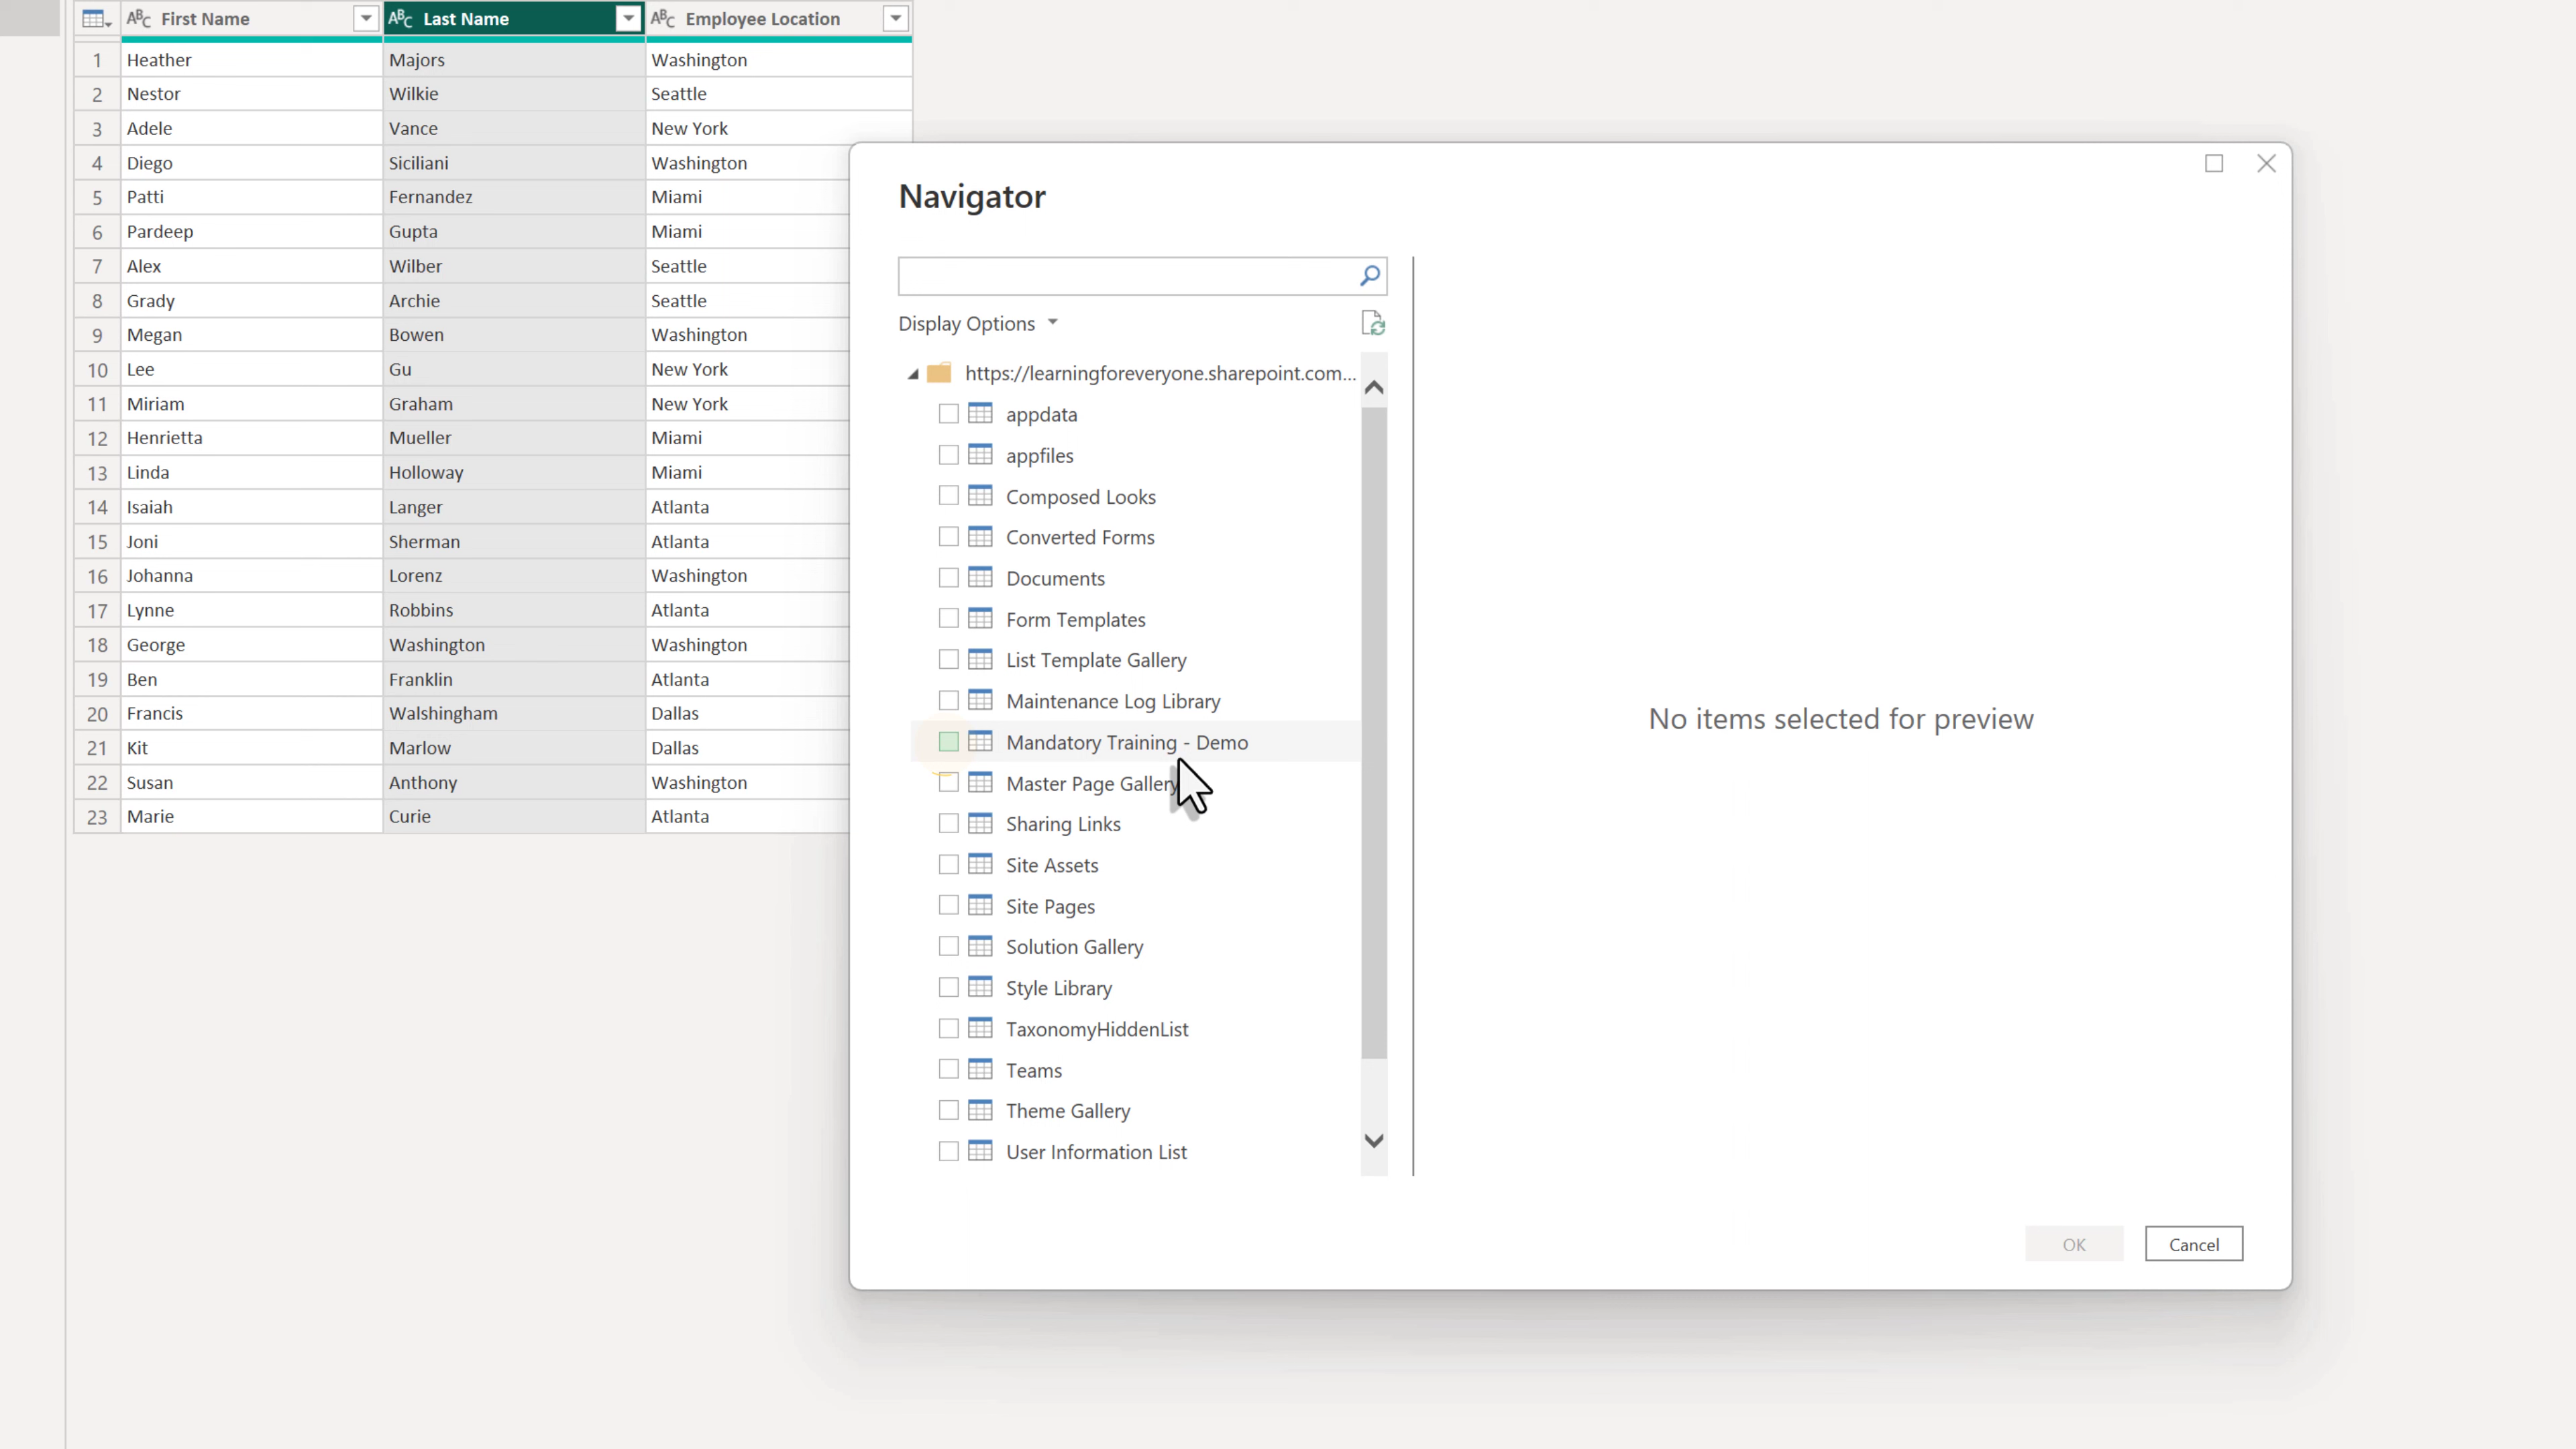 First Name Last Name Employee Location
1 Heather Majors Washington
2 Nestor Wilkie Seattle
3 Adele Vance New York
4 Diego Siciliani Washington
5 Patti Fernandez Miami
6 Pardeep Gupta Miami
7 Alex Wilber Seattle
8 Grady Archie Seattle
9 Megan Bowen Washington
10 Lee Gu New York
11 Miriam Graham New York
12 Henrietta Mueller Miami
13 Linda Holloway Miami
14 Isaiah Langer Atlanta
15 Joni Sherman Atlanta
16 Johanna Lorenz Washington
17 Lynne Robbins Atlanta
18 George Washington Washington
19 Ben Franklin Atlanta
20 Francis Walshingham Dallas
21 Kit Marlow Dallas
22 Susan Anthony Washington
23 Marie Curie Atlanta
Navigator
Display Options
https://learningforeveryone.sharepoint.com...
appdata
appfiles
Composed Looks
Converted Forms
Documents
Form Templates
List Template Gallery
Maintenance Log Library
Mandatory Training - Demo
Master Page Gallery
Sharing Links
Site Assets
Site Pages
Solution Gallery
Style Library
TaxonomyHiddenList
Teams
Theme Gallery
User Information List
No items selected for preview
OK Cancel